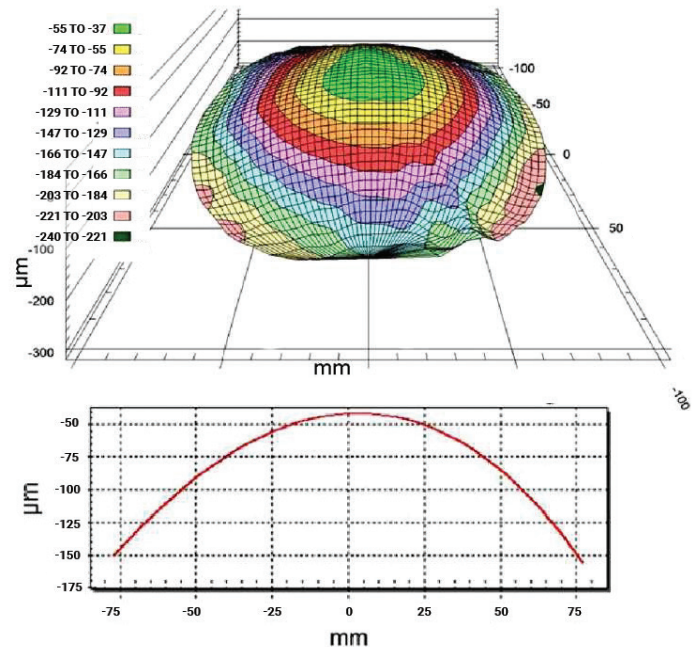 -55 TO -37
-74 TO -55
-92 TO -74
-111 TO -92
-129 TO -111
-147 TO -129
-166 TO -147
-184 TO -166
-203 TO -184
-221 TO -203
-240 TO -221
-100
-50
0
50
-100
-200
-300
µm
mm
-100
-50
-75
-100
-125
-150
-175
µm
-75
-50
-25
0
25
50
75
mm